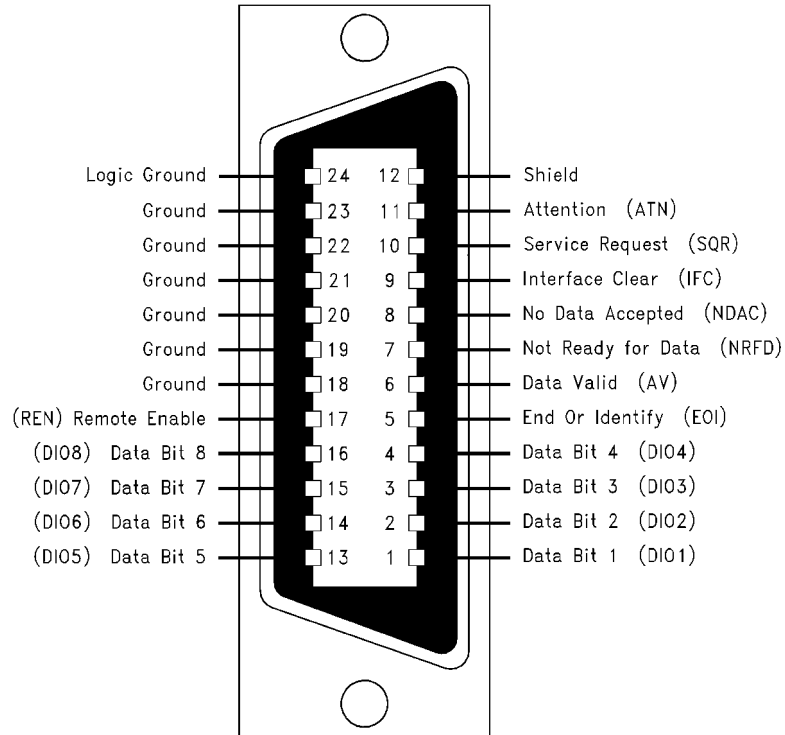 Logic Ground 24 12 Shield
Ground 23 11 Attention (ATN)
Ground 22 10 Service Request (SQR)
Ground 21 9 Interface Clear (IFC)
Ground 20 8 No Data Accepted (NDAC)
Ground 19 7 Not Ready for Data (NRFD)
Ground 18 6 Data Valid (AV)
(REN) Remote Enable 17 5 End Or Identify (EOI)
(DIO8) Data Bit 8 16 4 Data Bit 4 (DIO4)
(DIO7) Data Bit 7 15 3 Data Bit 3 (DIO3)
(DIO6) Data Bit 6 14 2 Data Bit 2 (DIO2)
(DIO5) Data Bit 5 13 1 Data Bit 1 (DIO1)